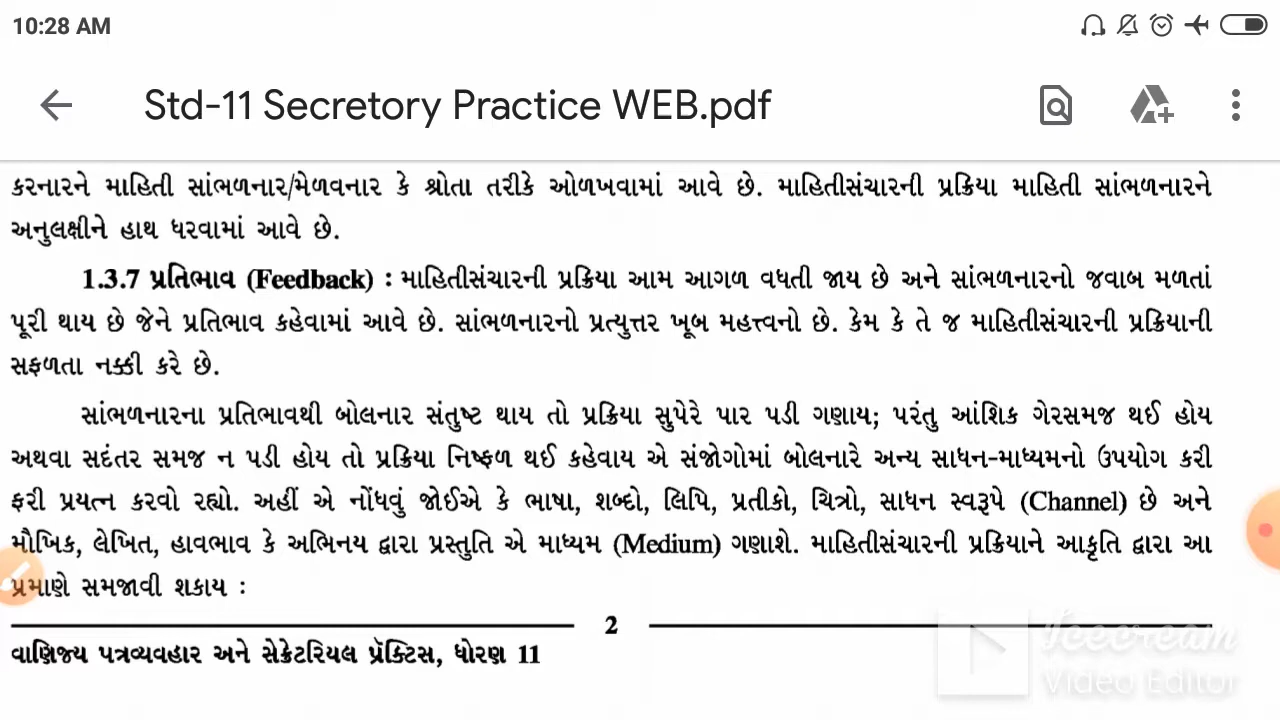 10:28 AM
Std-11 Secretory Practice WEB.pdf
કરનારને માહિતી સાંભળનાર/મેળવનાર કે શ્રોતા તરીકે ઓળખવામાં આવે છે. માહિતીસંચારની પ્રક્રિયા માહિતી સાંભળનારને
અનુલક્ષીને હાથ ધરવામાં આવે છે.
1.3.7 પ્રતિભાવ (Feedback) : માહિતીસંચારની પ્રક્રિયા આમ આગળ વધતી જાય છે અને સાંભળનારનો જવાબ મળતાં
પૂરી થાય છે જેને પ્રતિભાવ કહેવામાં આવે છે. સાંભળનારનો પ્રત્યુત્તર ખૂબ મહત્ત્વનો છે. કેમ કે તે જ માહિતીસંચારની પ્રક્રિયાની
સફળતા નક્કી કરે છે.
સાંભળનારના પ્રતિભાવથી બોલનાર સંતુષ્ટ થાય તો પ્રક્રિયા સુપેરે પાર પડી ગણાય; પરંતુ આંશિક ગેરસમજ થઈ હોય
અથવા સદંતર સમજ ન પડી હોય તો પ્રક્રિયા નિષ્ફળ થઈ કહેવાય એ સંજોગોમાં બોલનારે અન્ય સાધન-માધ્યમનો ઉપયોગ કરી
ફરી પ્રયત્ન કરવો રહ્યો. અહીં એ નોંધવું જોઈએ કે ભાષા, શબ્દો, લિપિ, પ્રતીકો, ચિત્રો, સાધન સ્વરૂપે (Channel) છે અને
મૌખિક, લેખિત, હાવભાવ કે અભિનય દ્વારા પ્રસ્તુતિ એ માધ્યમ (Medium) ગણાશે. માહિતીસંચારની પ્રક્રિયાને આકૃતિ દ્વારા આ
પ્રમાણે સમજાવી શકાય :
2
વાણિજ્ય પત્રવ્યવહાર અને સેક્રેટરિયલ પ્રૅક્ટિસ, ધોરણ 11
Icecream
Video Editor